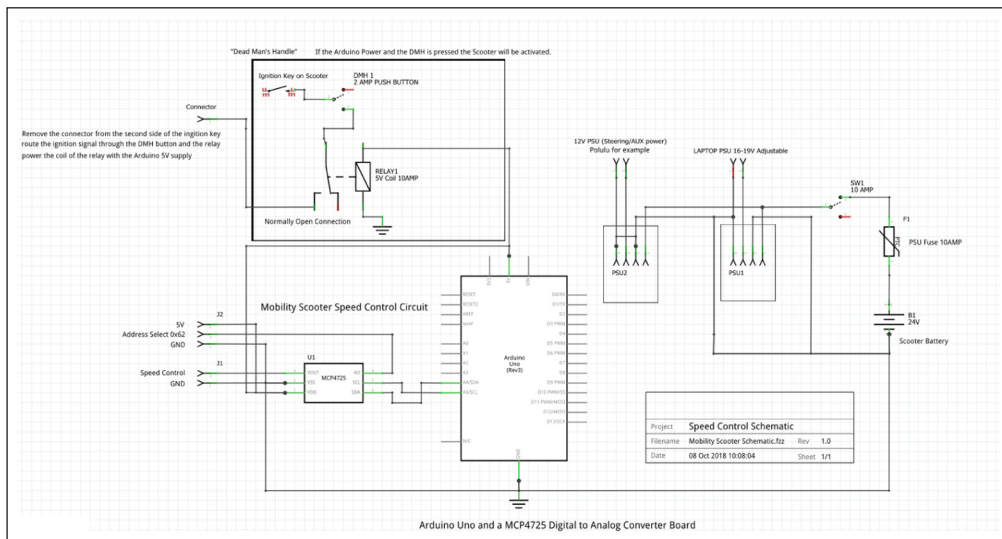 "Dead Man's Handle" If the Arduino Power and the DMH is pressed the Scooter will be activated.
Ignition Key on Scooter
DMH 1
2 AMP PUSH BUTTON
Connector
Remove the connector from the second side of the ingition key
route the ignition signal through the DMH button and the relay
power the coil of the relay with the Arduino 5V supply
RELAY1
5V Coil 10AMP
Normally Open Connection
12V PSU (Steering/AUX power)
Polulu for example
LAPTOP PSU 16-19V Adjustable
SW1
10 AMP
F1
PTC
PSU Fuse 10AMP
PSU2
PSU1
B1
24V
Scooter Battery
Mobility Scooter Speed Control Circuit
J2
5V
Address Select 0x62
GND
J1
Speed Control
GND
U1
MCP4725
VOUT
VSS
VDD
A0
SCL
SDA
3V3
5V
VIN
RESET
RESET2
AREF
IOREF
A0
A1
A2
A3
A4/SDA
A5/SCL
N/C
GND
Arduino
Uno
(Rev3)
D0/RX
D1/TX
D2
D3 PWM
D4
D5 PWM
D6 PWM
D7
D8
D9 PWM
D10 PWM/SS
D11 PWM/MOSI
D12/MISO
D13/SCK
Project Speed Control Schematic
Filename Mobility Scooter Schematic.fzz Rev 1.0
Date 08 Oct 2018 10:08:04 Sheet 1/1
Arduino Uno and a MCP4725 Digital to Analog Converter Board